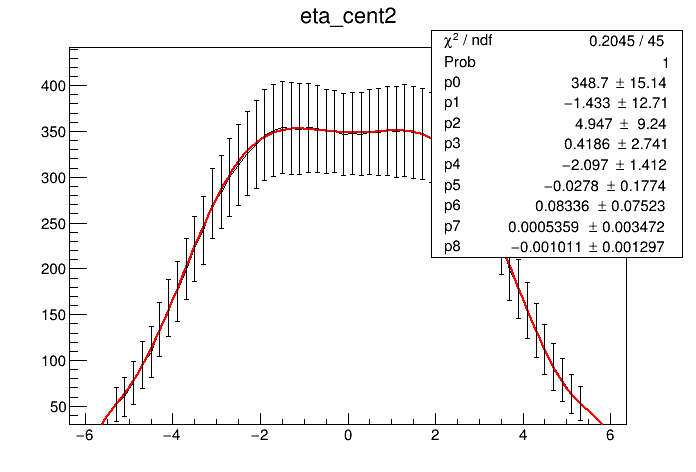 eta_cent2
χ² / ndf 0.2045 / 45
Prob 1
p0 348.7 ± 15.14
p1 −1.433 ± 12.71
p2 4.947 ± 9.24
p3 0.4186 ± 2.741
p4 −2.097 ± 1.412
p5 −0.0278 ± 0.1774
p6 0.08336 ± 0.07523
p7 0.0005359 ± 0.003472
p8 −0.001011 ± 0.001297
400
350
300
250
200
150
100
50
−6 −4 −2 0 2 4 6